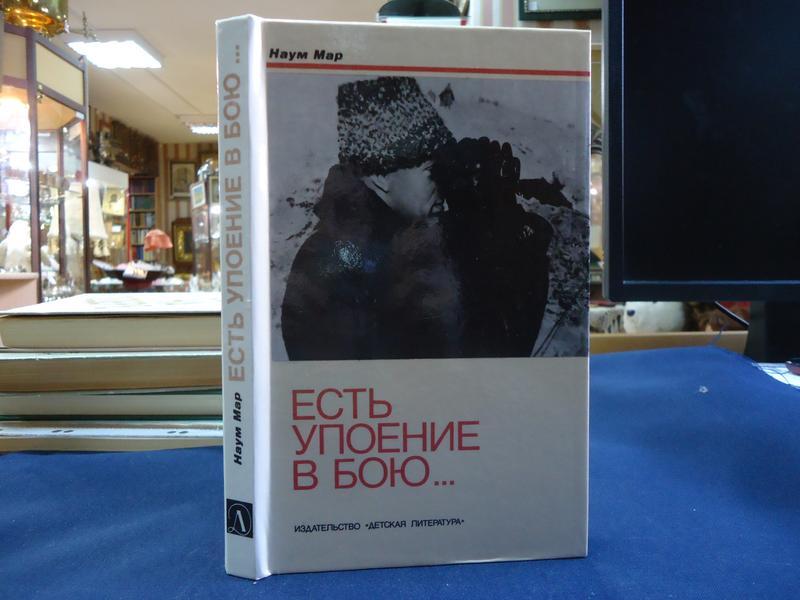 Наум Мар
ЕСТЬ
УПОЕНИЕ
В БОЮ...
ИЗДАТЕЛЬСТВО "ДЕТСКАЯ ЛИТЕРАТУРА"
Наум Мар ЕСТЬ УПОЕНИЕ В БОЮ...
Д